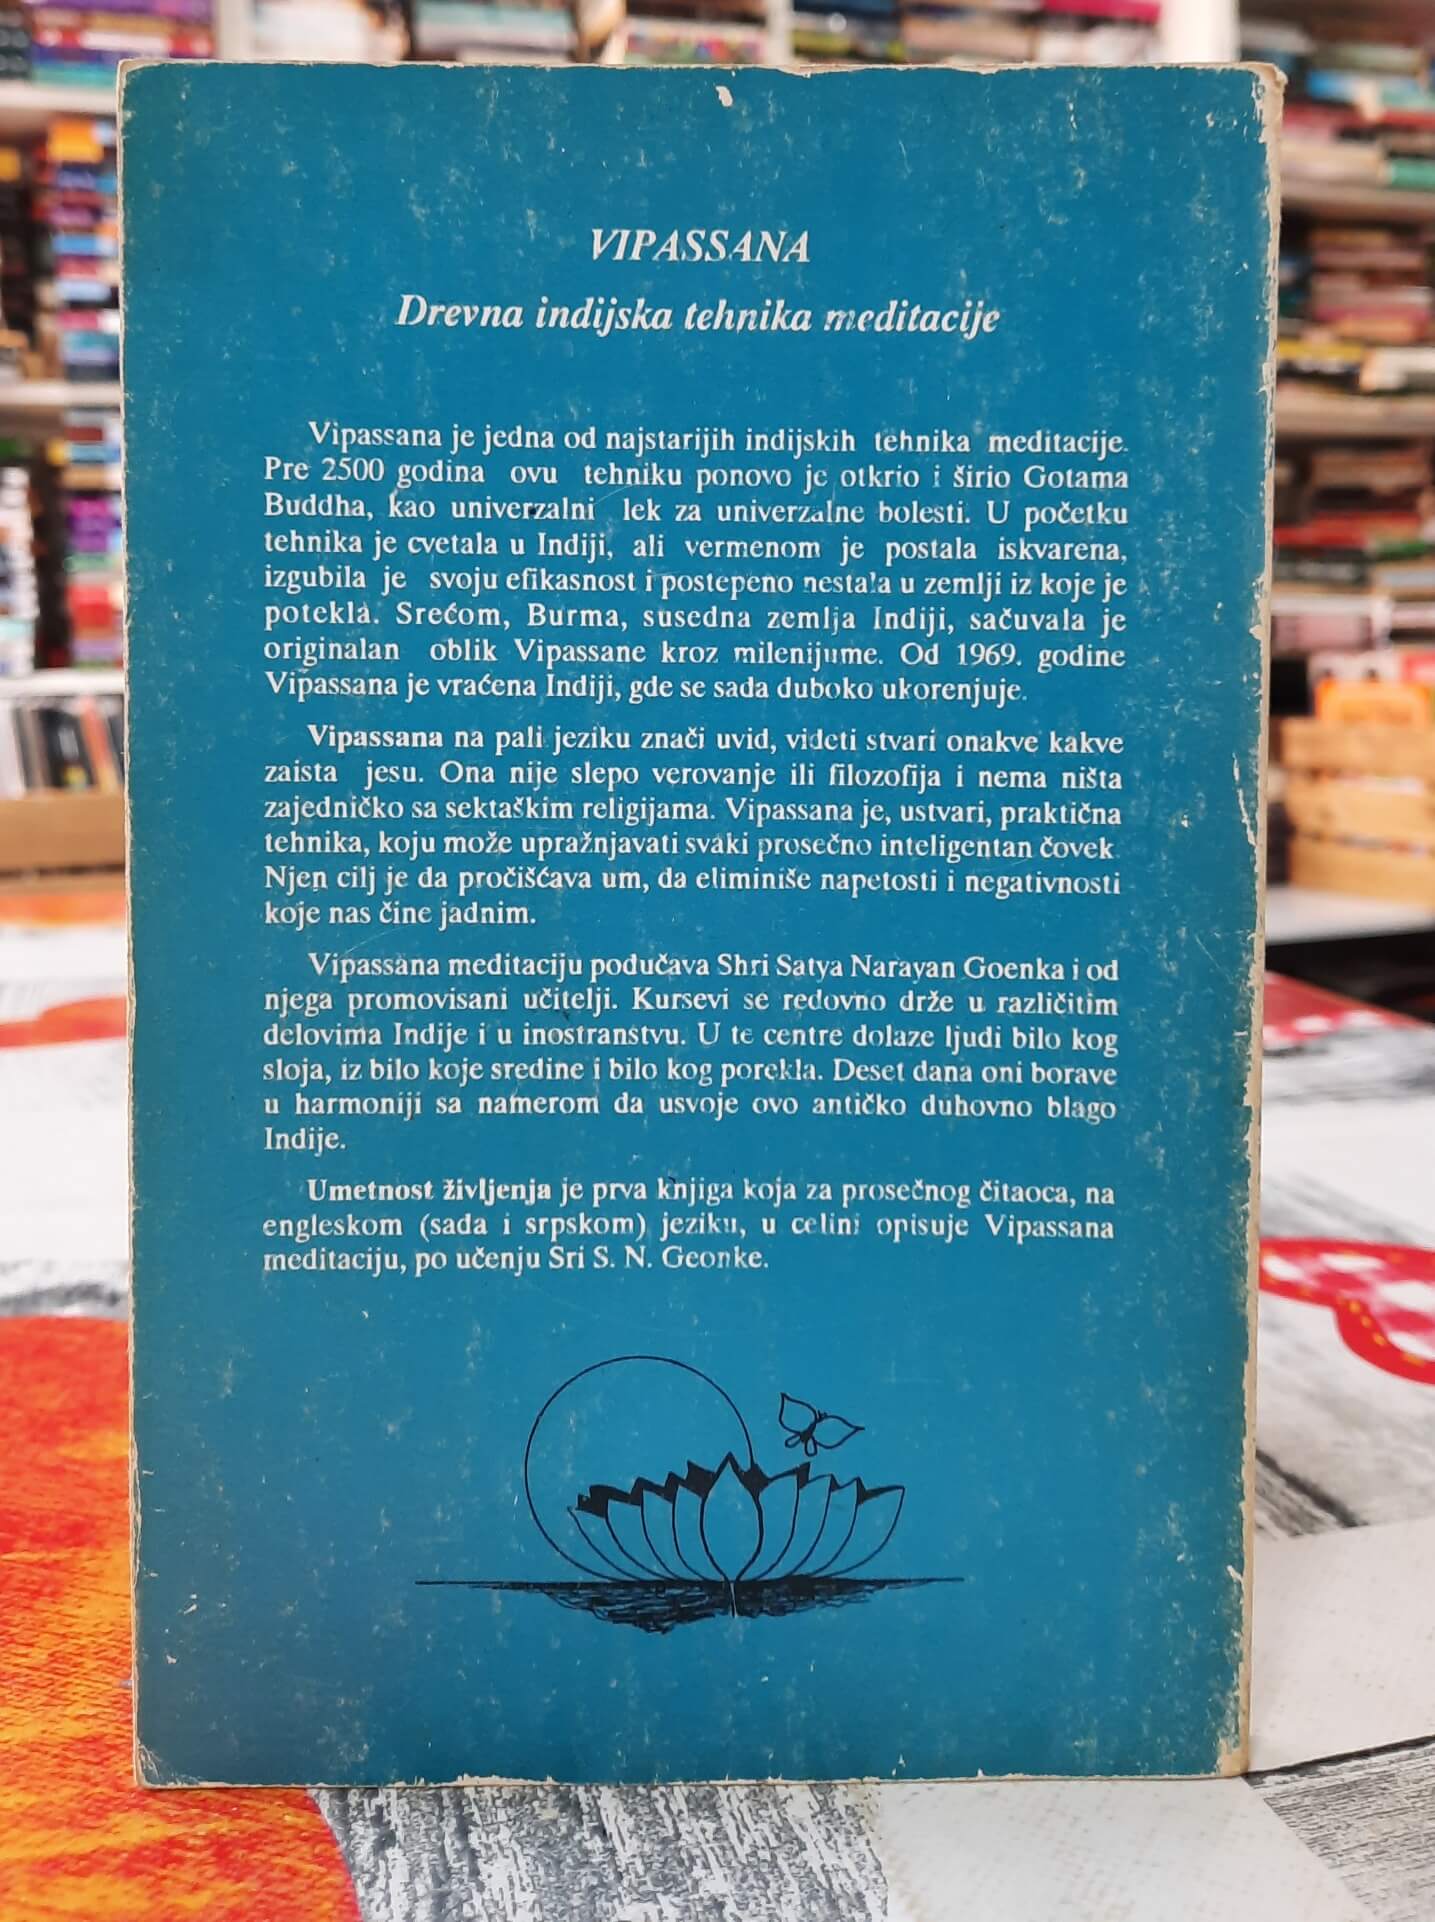 VIPASSANA
Drevna indijska tehnika meditacije
Vipassana je jedna od najstarijih indijskih tehnika meditacije.
Pre 2500 godina ovu tehniku ponovo je otkrio i širio Gotama
Buddha, kao univerzalni lek za univerzalne bolesti. U početku
tehnika je cvetala u Indiji, ali vermenom je postala iskvarena,
izgubila je svoju efikasnost i postepeno nestala u zemlji iz koje je
potekla. Srećom, Burma, susedna zemlja Indiji, sačuvala je
originalan oblik Vipassane kroz milenijume. Od 1969. godine
Vipassana je vraćena Indiji, gde se sada duboko ukorenjuje.
Vipassana na pali jeziku znači uvid, videti stvari onakve kakve
zaista jesu. Ona nije slepo verovanje ili filozofija i nema ništa
zajedničko sa sektaškim religijama. Vipassana je, ustvari, praktična
tehnika, koju može upražnjavati svaki prosečno inteligentan čovek.
Njen cilj je da pročišćava um, da eliminiše napetosti i negativnosti
koje nas čine jadnim.
Vipassana meditaciju podučava Shri Satya Narayan Goenka i od
njega promovisani učitelji. Kursevi se redovno drže u različitim
delovima Indije i u inostranstvu. U te centre dolaze ljudi bilo kog
sloja, iz bilo koje sredine i bilo kog porekla. Deset dana oni borave
u harmoniji sa namerom da usvoje ovo antičko duhovno blago
Indije.
Umetnost življenja je prva knjiga koja za prosečnog čitaoca, na
engleskom (sada i srpskom) jeziku, u celini opisuje Vipassana
meditaciju, po učenju Sri S. N. Geonke.